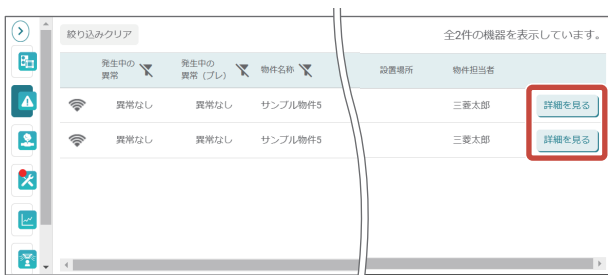 絞り込みクリア
全2件の機器を表示しています。
発生中の
異常
発生中の
異常（プレ）
物件名称
設置場所
物件担当者
異常なし 異常なし サンプル物件5 三菱太郎 詳細を見る
異常なし 異常なし サンプル物件5 三菱太郎 詳細を見る